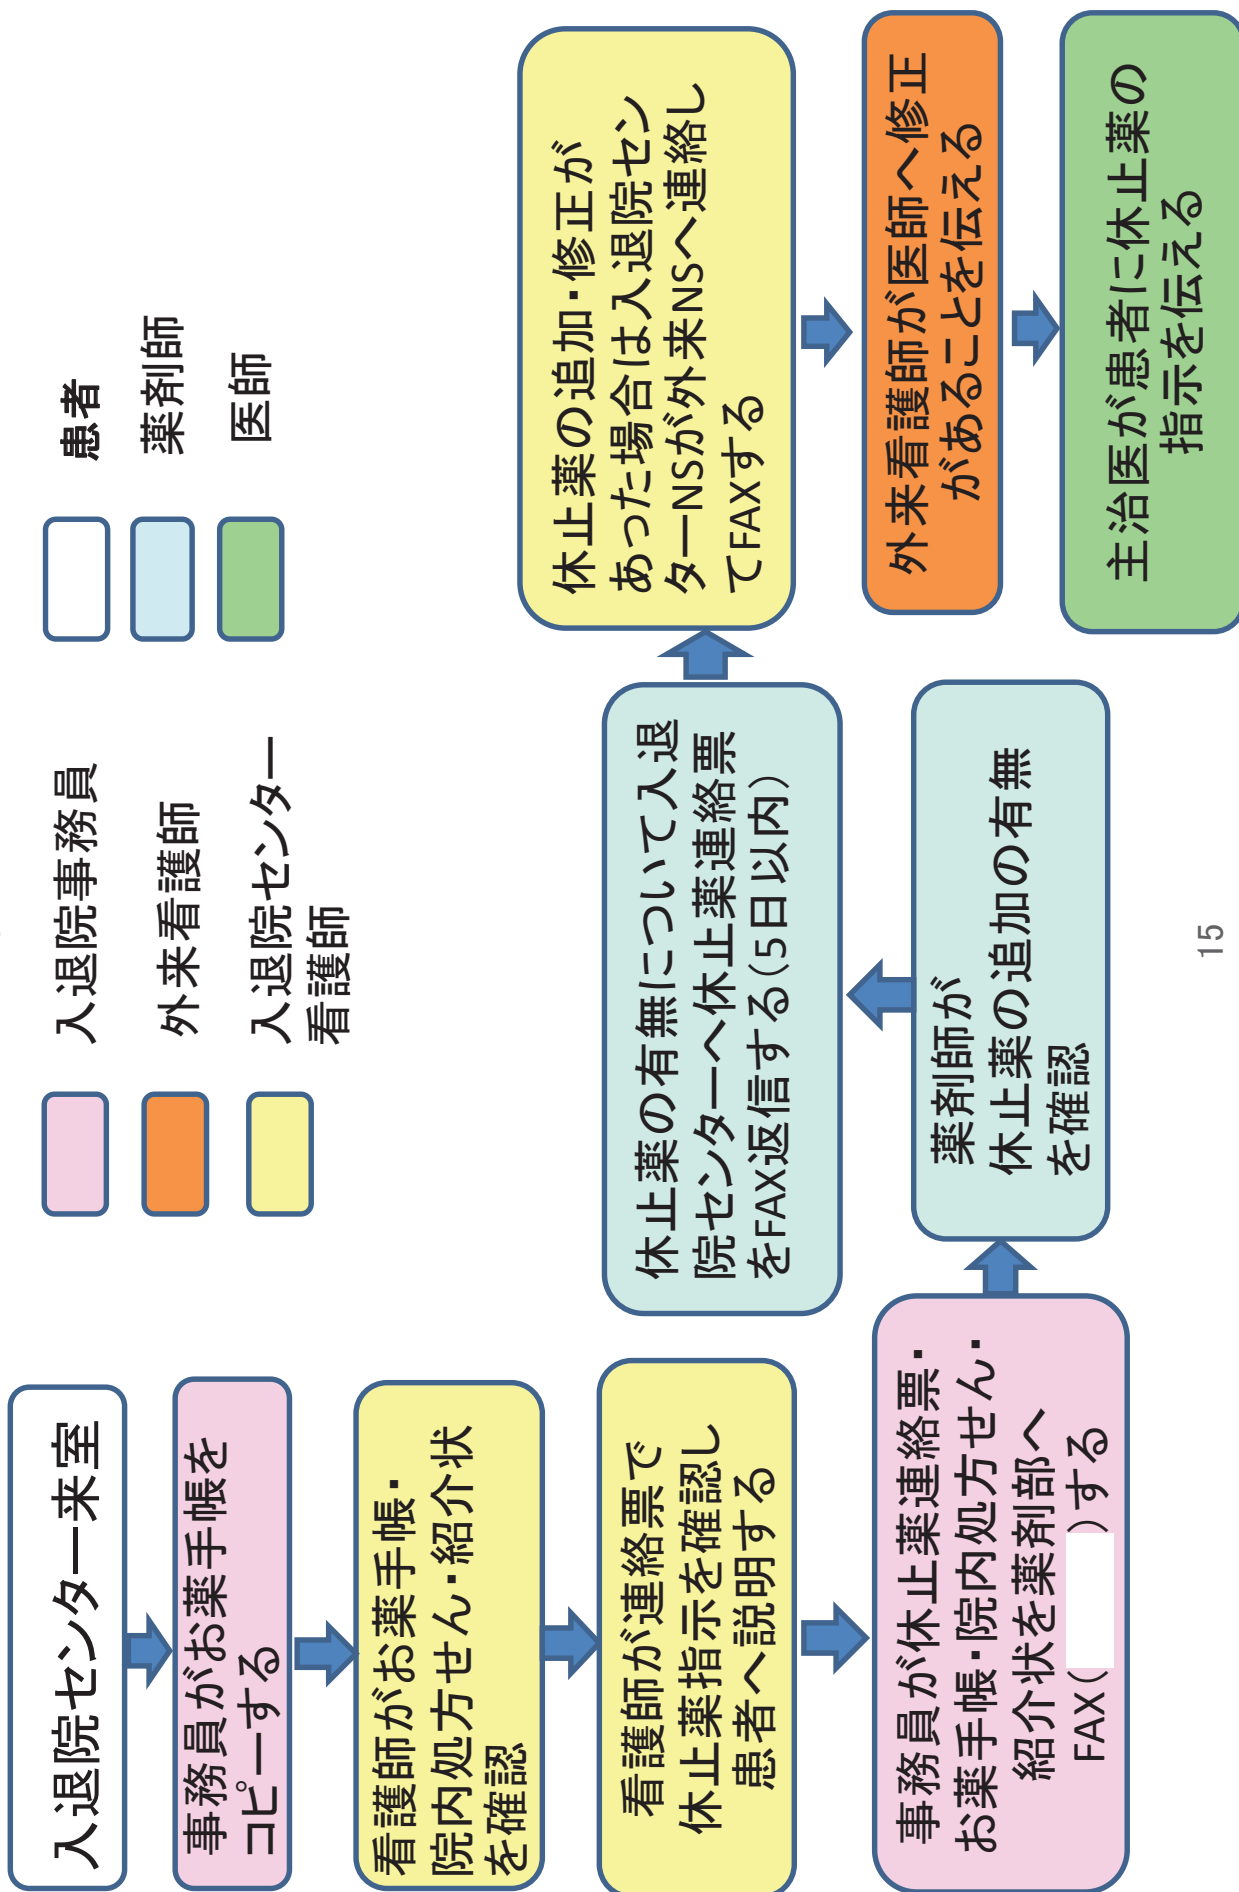 入退院事務員
外来看護師
入退院センター
看護師
患者
薬剤師
医師
入退院センター来室
事務員がお薬手帳を
コピーする
看護師がお薬手帳・
院内処方せん・紹介状
を確認
看護師が連絡票で
休止薬指示を確認し
患者へ説明する
事務員が休止薬連絡票・
お薬手帳・院内処方せん・
紹介状を薬剤部へ
FAX( )する
薬剤師が
休止薬の追加の有無
を確認
休止薬の有無について入退
院センターへ休止薬連絡票
をFAX返信する(5日以内)
休止薬の追加・修正が
あった場合は入退院セン
ターNSが外来NSへ連絡し
てFAXする
外来看護師が医師へ修正
があることを伝える
主治医が患者に休止薬の
指示を伝える
15